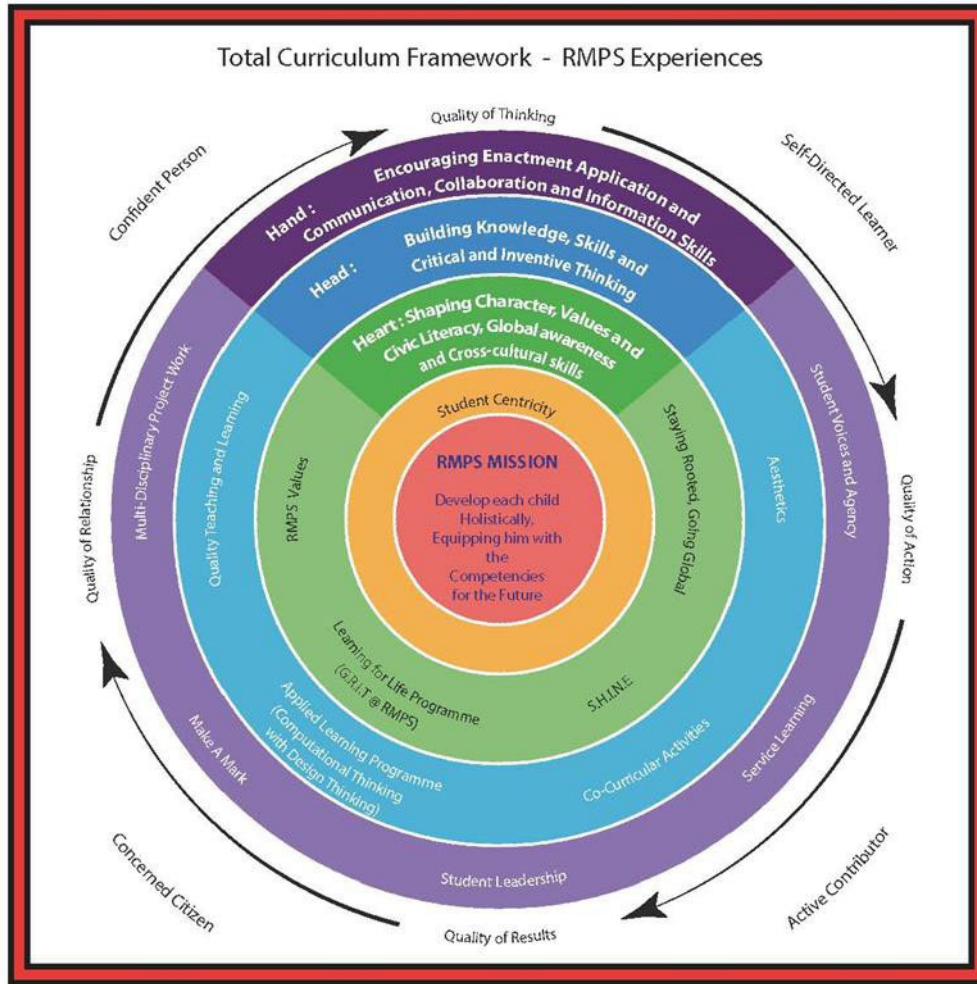 Total Curriculum Framework - RMPS Experiences
Quality of Thinking
Confident Person
Self-Directed Learner
Hand : Encouraging Enactment Application and
Communication, Collaboration and Information Skills
Head : Building Knowledge, Skills and
Critical and Inventive Thinking
Heart : Shaping Character, Values and
Civic Literacy, Global awareness
and Cross-cultural skills
Student Centricity
RMPS MISSION
Develop each child
Holistically,
Equipping him with
the
Competencies
for the Future
Multi-Disciplinary Project Work
Quality Teaching and Learning
RMPS Values
Staying Rooted, Going Global
Aesthetics
Student Voices and Agency
Quality of Relationship
Quality of Action
Learning for Life Programme
(G.R.I.T @ RMPS)
S.H.I.N.E
Applied Learning Programme
(Computational Thinking
with Design Thinking)
Co-Curricular Activities
Make A Mark
Service Learning
Student Leadership
Concerned Citizen
Active Contributor
Quality of Results